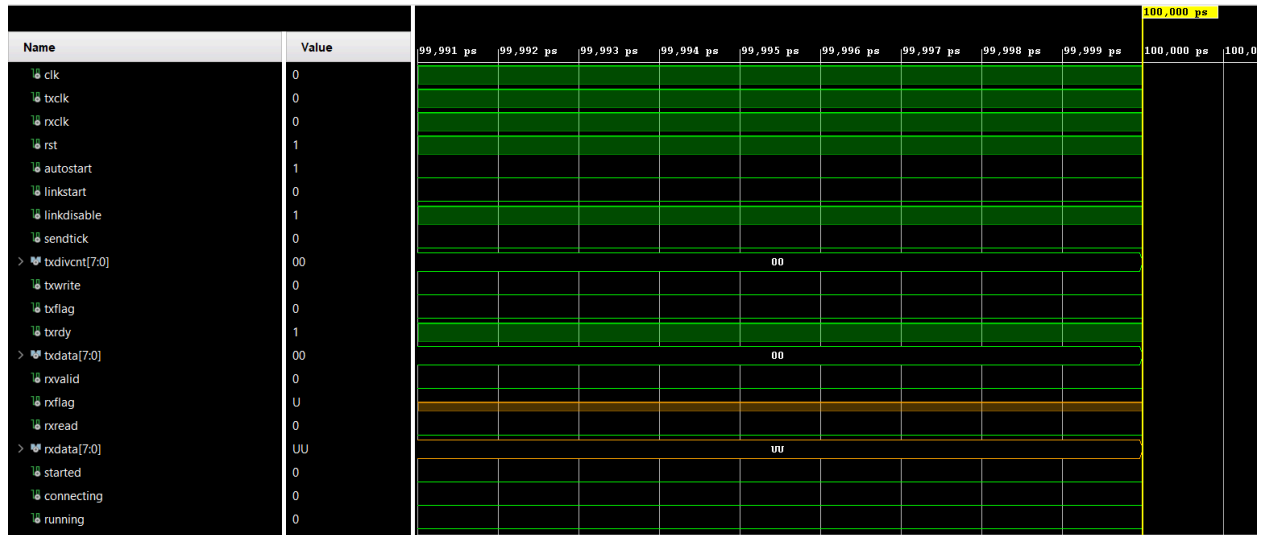 100,000 ps
Name Value 99,991 ps 99,992 ps 99,993 ps 99,994 ps 99,995 ps 99,996 ps 99,997 ps 99,998 ps 99,999 ps 100,000 ps 100,0
clk 0
txclk 0
rxclk 0
rst 1
autostart 1
linkstart 0
linkdisable 1
sendtick 0
txdivcnt[7:0] 00 00
txwrite 0
txflag 0
txrdy 1
txdata[7:0] 00 00
rxvalid 0
rxflag U
rxread 0
rxdata[7:0] UU UU
started 0
connecting 0
running 0